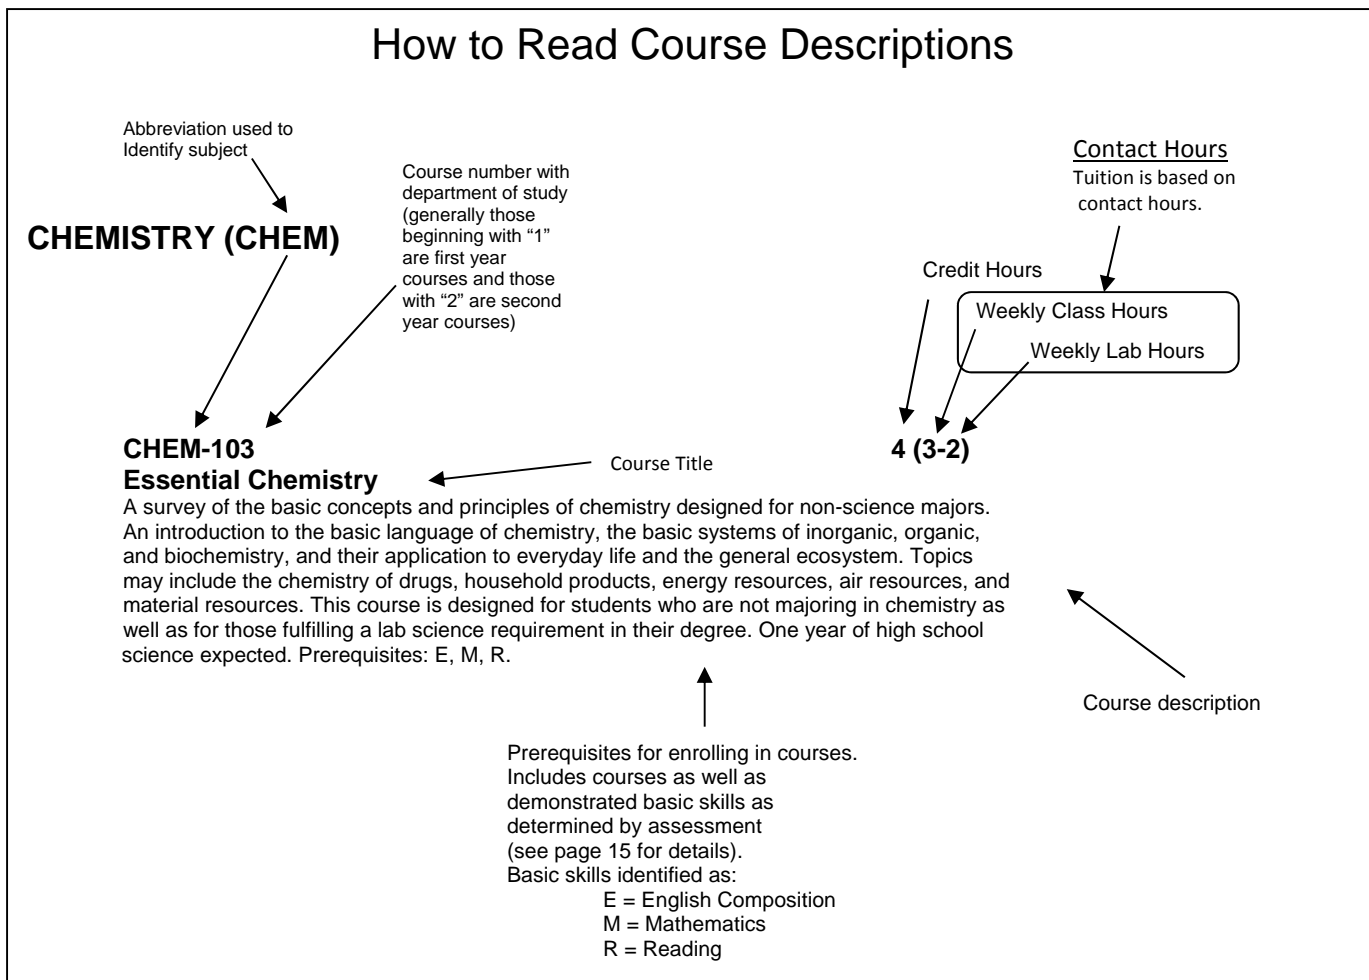 How to Read Course Descriptions
Abbreviation used to
Identify subject
CHEMISTRY (CHEM)
Course number with
department of study
(generally those
beginning with “1”
are first year
courses and those
with “2” are second
year courses)
Contact Hours
Tuition is based on
contact hours.
Credit Hours
Weekly Class Hours
Weekly Lab Hours
CHEM-103
4 (3-2)
Essential Chemistry
Course Title
A survey of the basic concepts and principles of chemistry designed for non-science majors.
An introduction to the basic language of chemistry, the basic systems of inorganic, organic,
and biochemistry, and their application to everyday life and the general ecosystem. Topics
may include the chemistry of drugs, household products, energy resources, air resources, and
material resources. This course is designed for students who are not majoring in chemistry as
well as for those fulfilling a lab science requirement in their degree. One year of high school
science expected. Prerequisites: E, M, R.
Course description
Prerequisites for enrolling in courses.
Includes courses as well as
demonstrated basic skills as
determined by assessment
(see page 15 for details).
Basic skills identified as:
E = English Composition
M = Mathematics
R = Reading